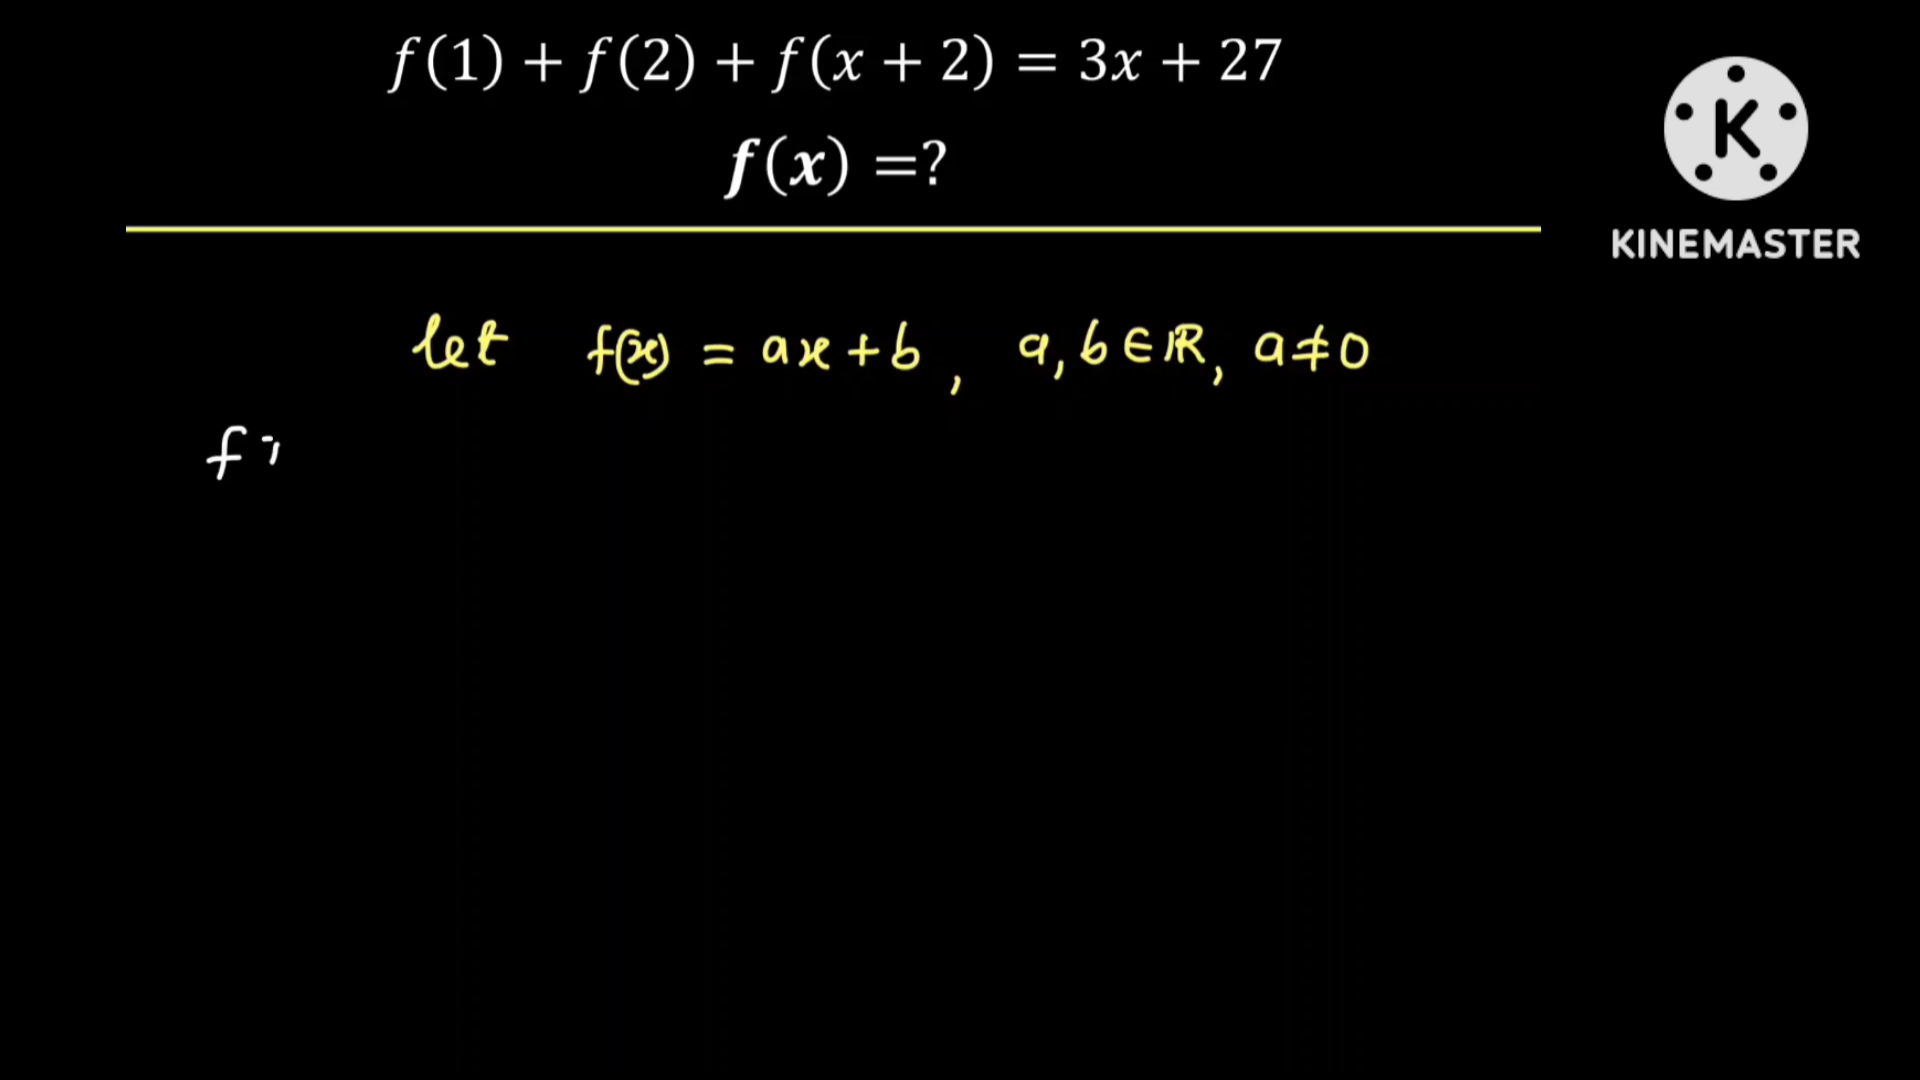 f(1) + f(2) + f(x + 2) = 3x + 27
f(x) =?
K
KINEMASTER
let f(x) = ax + b , a, b ∈ ℝ, a ≠ 0
f